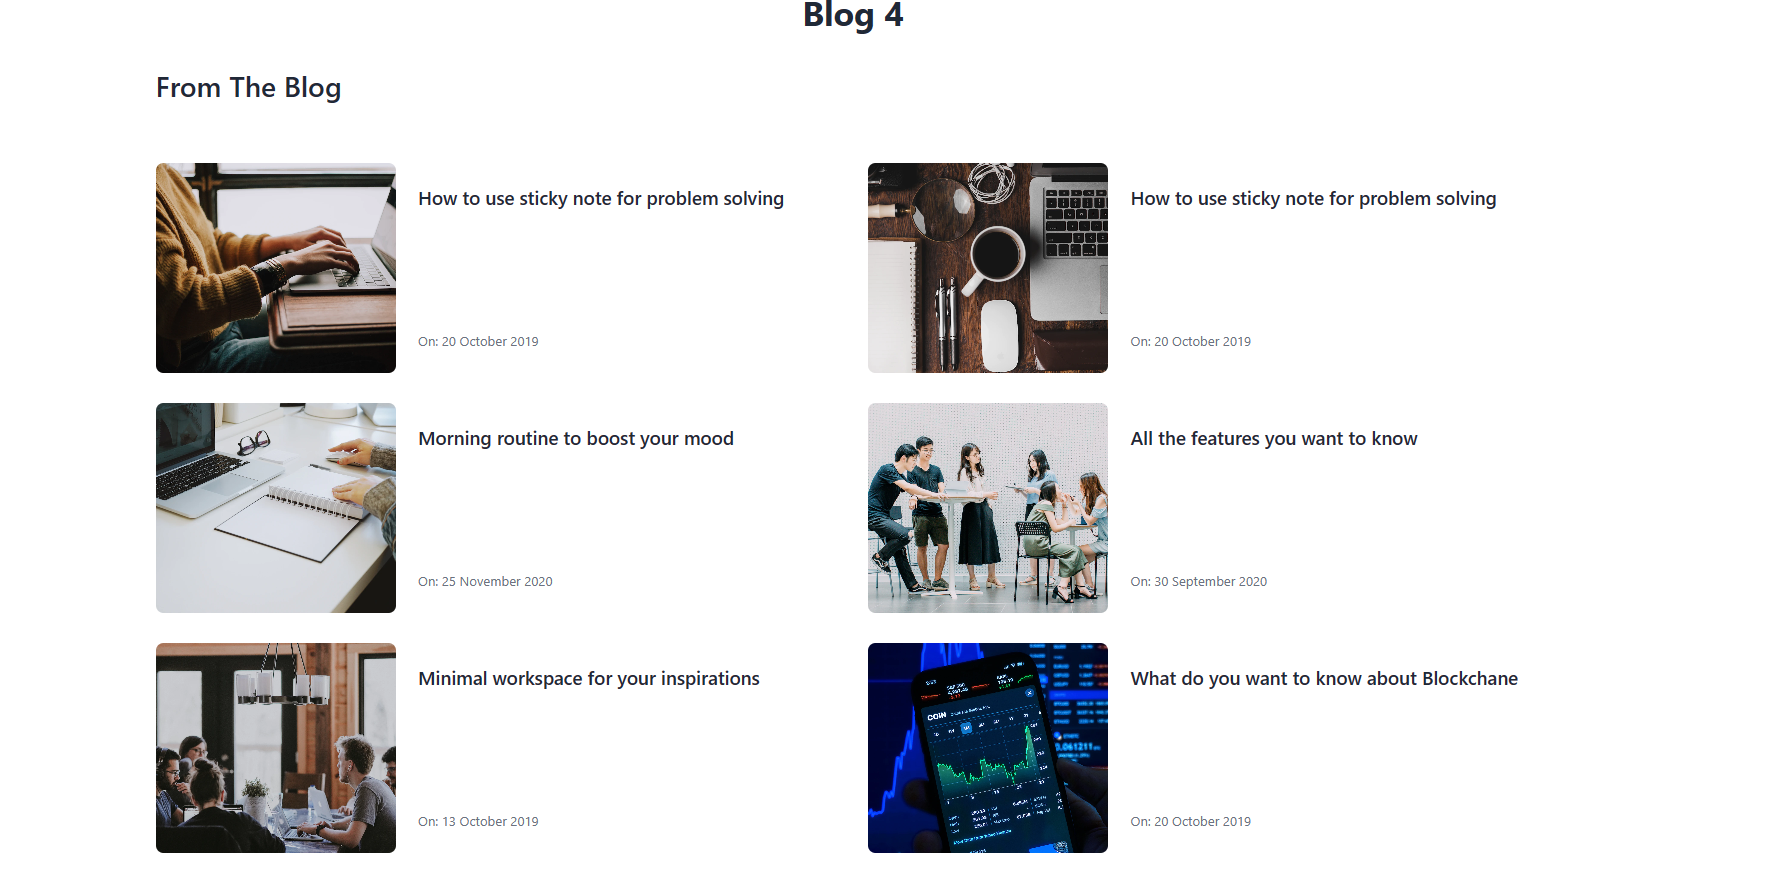 Blog 4
From The Blog
How to use sticky note for problem solving
On: 20 October 2019
How to use sticky note for problem solving
On: 20 October 2019
Morning routine to boost your mood
On: 25 November 2020
All the features you want to know
On: 30 September 2020
Minimal workspace for your inspirations
On: 13 October 2019
What do you want to know about Blockchane
On: 20 October 2019
COIN